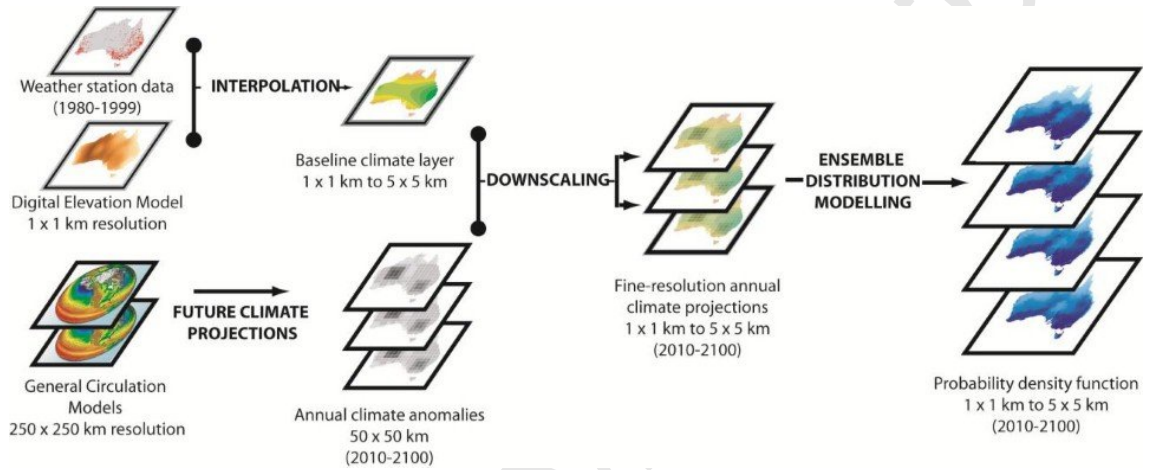 Weather station data
(1980-1999)
INTERPOLATION
Digital Elevation Model
1 x 1 km resolution
Baseline climate layer
1 x 1 km to 5 x 5 km
DOWNSCALING
General Circulation
Models
250 x 250 km resolution
FUTURE CLIMATE
PROJECTIONS
Annual climate anomalies
50 x 50 km
(2010-2100)
Fine-resolution annual
climate projections
1 x 1 km to 5 x 5 km
(2010-2100)
ENSEMBLE
DISTRIBUTION
MODELLING
Probability density function
1 x 1 km to 5 x 5 km
(2010-2100)